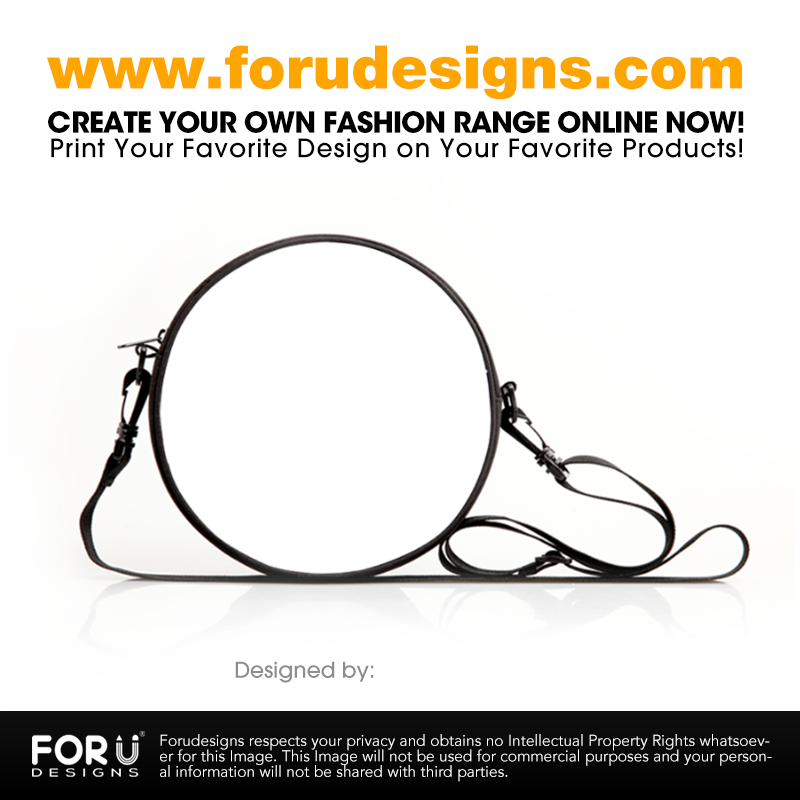 www.forudesigns.com
CREATE YOUR OWN FASHION RANGE ONLINE NOW!
Print Your Favorite Design on Your Favorite Products!
Designed by:
FOR U®
DESIGNS
Forudesigns respects your privacy and obtains no Intellectual Property Rights whatsoev-
er for this Image. This Image will not be used for commercial purposes and your person-
al information will not be shared with third parties.